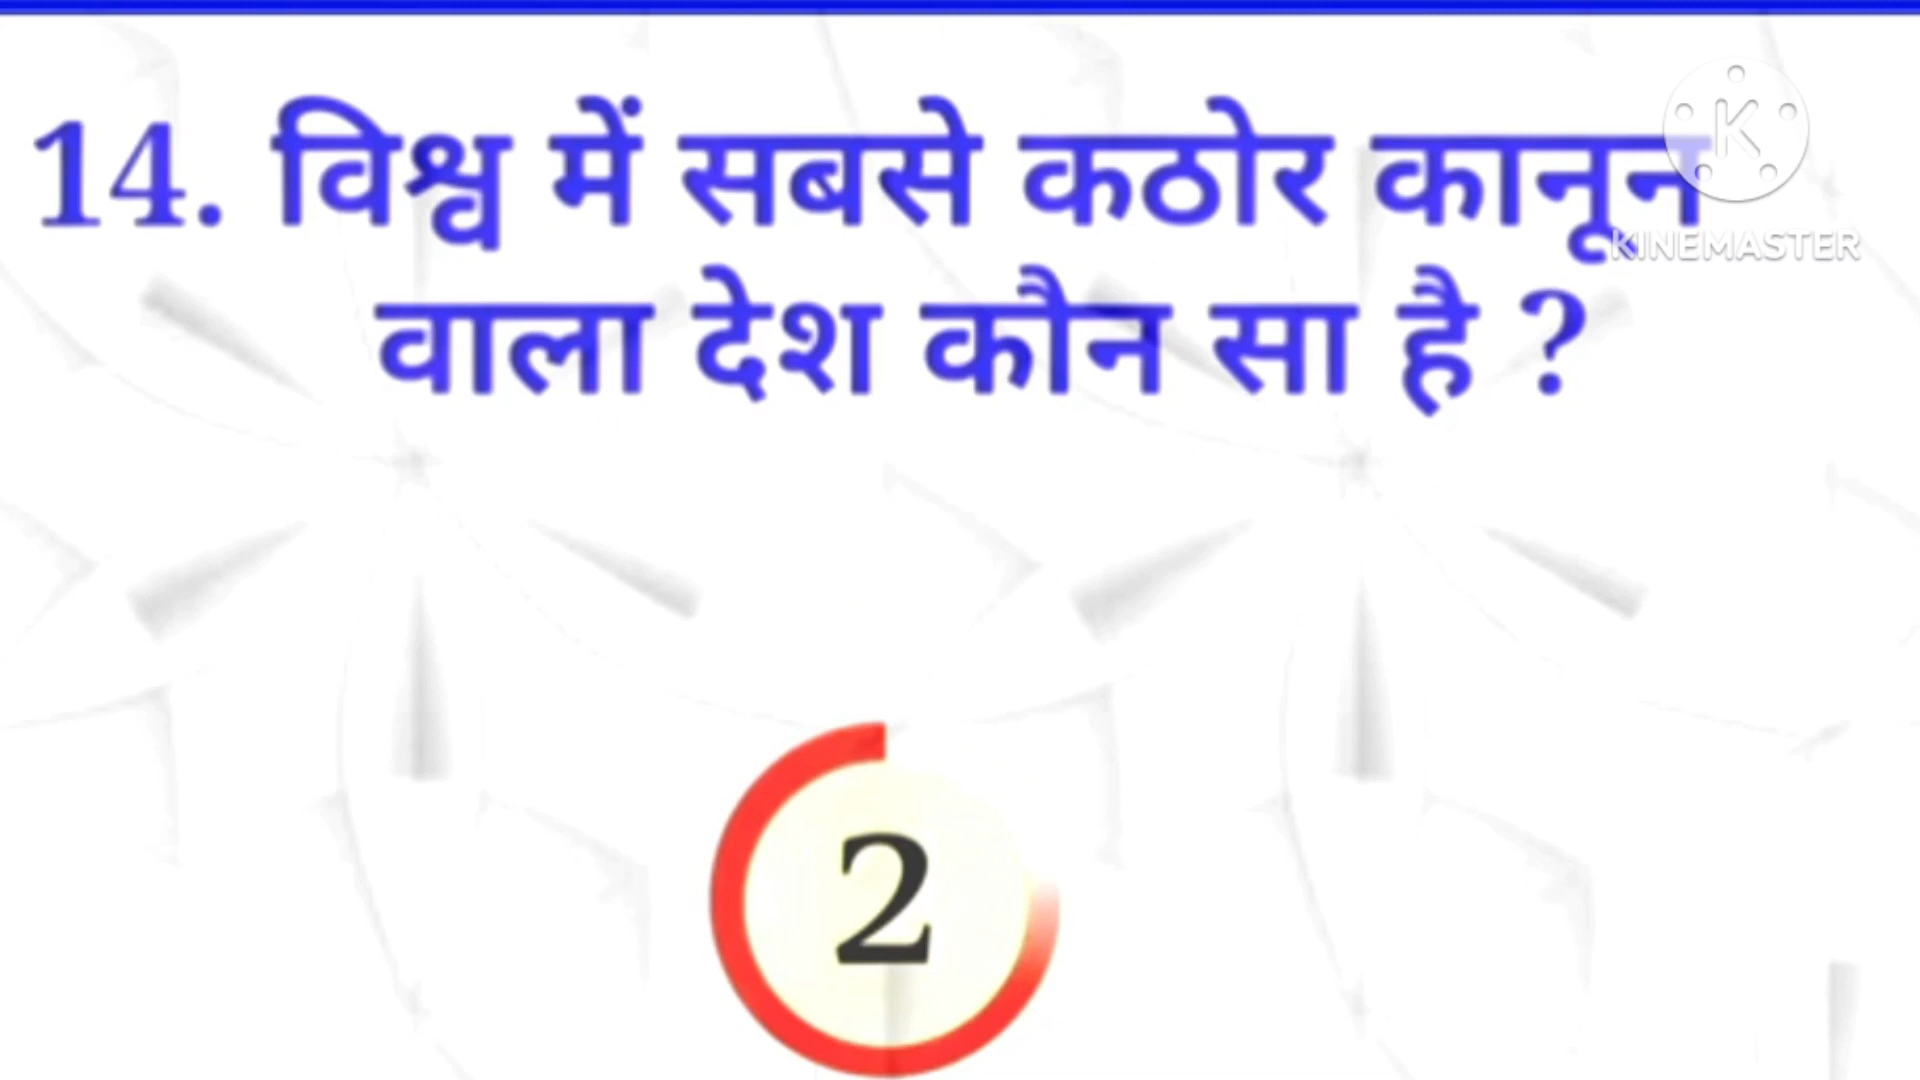 14. विश्व में सबसे कठोर कानून
वाला देश कौन सा है ?
K
KINEMASTER
2